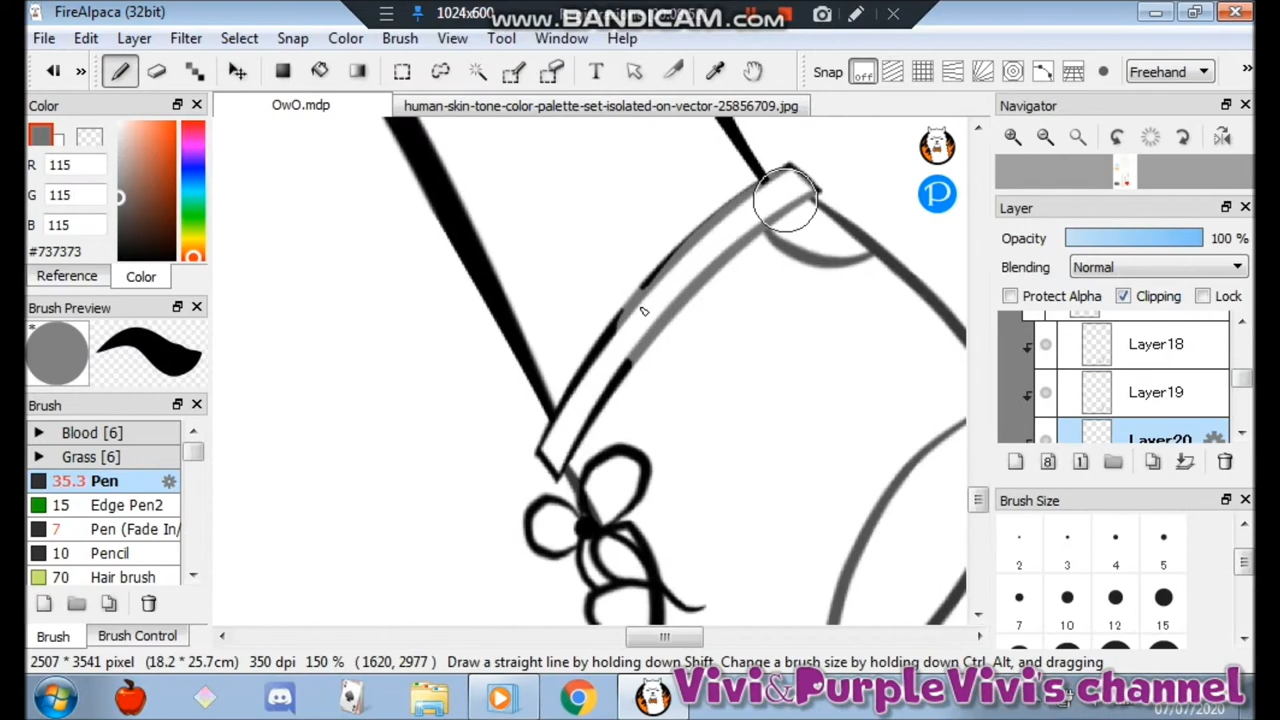 FireAlpaca (32bit)
1024x600
www.BANDICAM.com
File Edit Layer Filter Select Snap Color Brush View Tool Window Help
Snap off Freehand
Color
OwO.mdp
human-skin-tone-color-palette-set-isolated-on-vector-25856709.jpg
Navigator
R 115
G 115
B 115
#737373
Reference Color
P
Layer
Opacity 100 %
Blending Normal
Protect Alpha Clipping Lock
Brush Preview
Layer18
Layer19
Layer20
Brush
Blood [6]
Grass [6]
35.3 Pen
15 Edge Pen2
7 Pen (Fade In/
10 Pencil
70 Hair brush
Brush Size
2 3 4 5
7 10 12 15
Brush Brush Control
2507 * 3541 pixel (18.2 * 25.7cm) 350 dpi 150 % (1620, 2977) Draw a straight line by holding down Shift, Change a brush size by holding down Ctrl, Alt, and dragging
Vivi&PurpleVivi's channel
07/07/2020